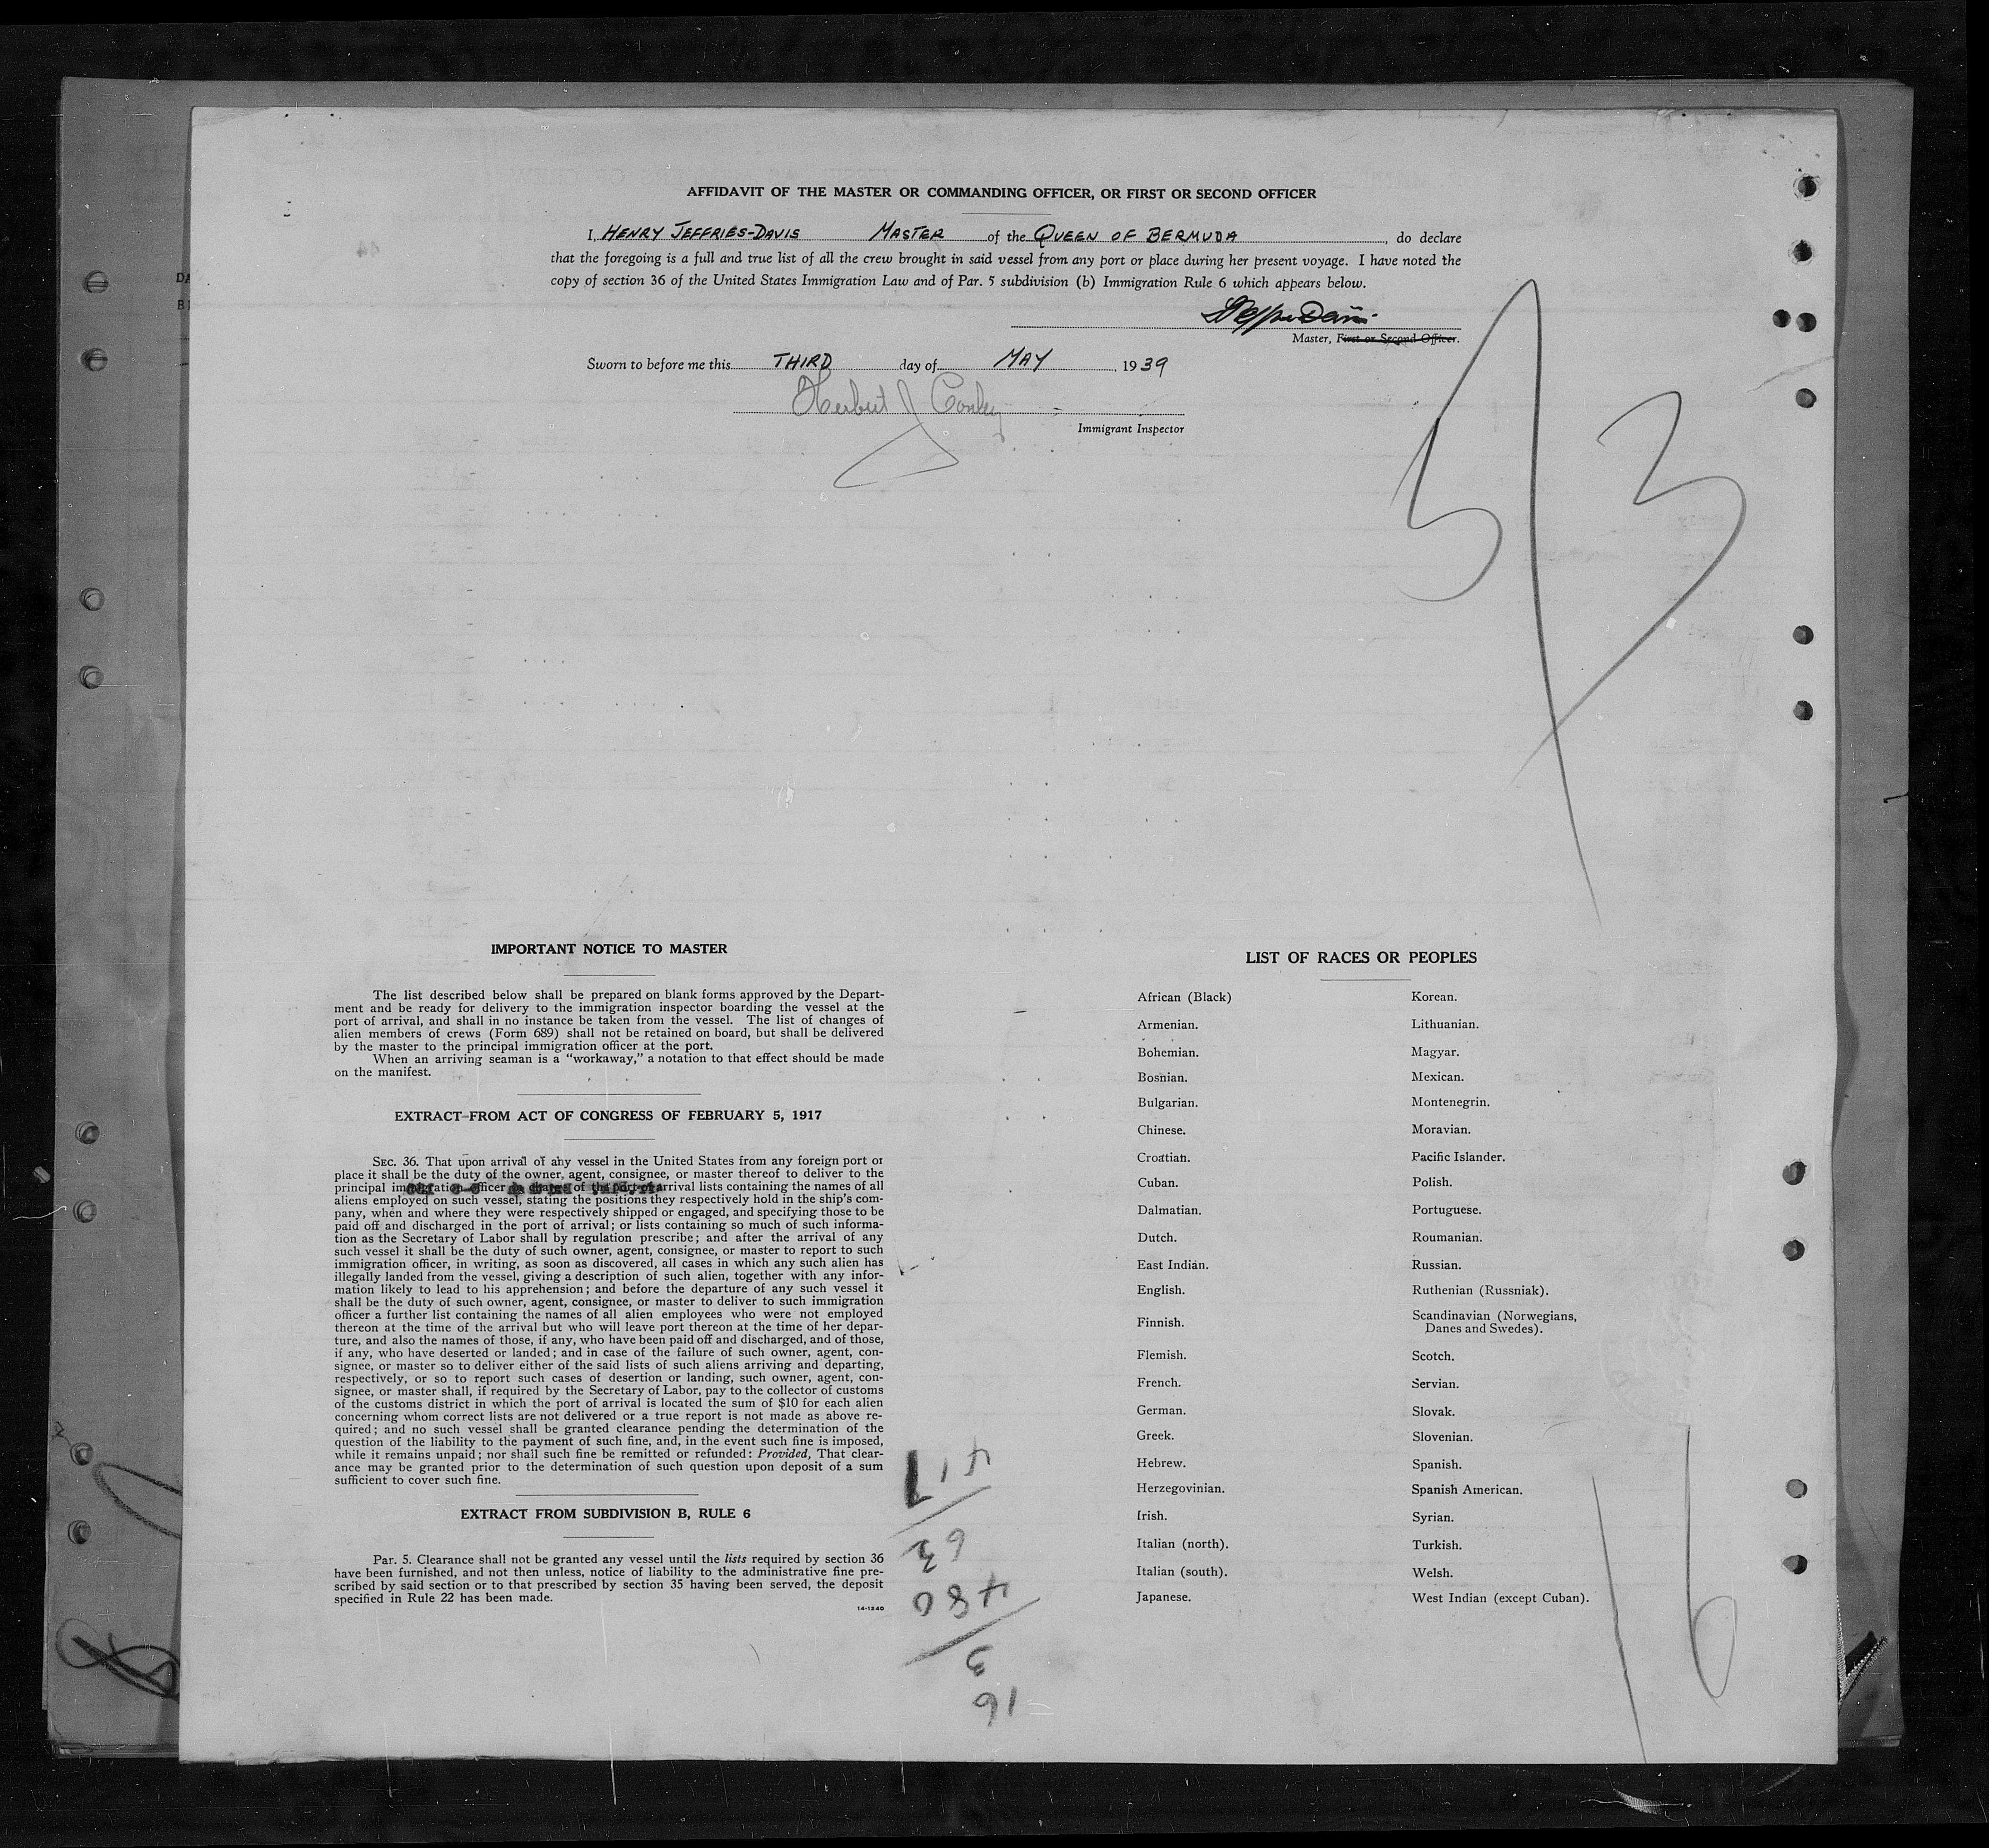 AFFIDAVIT OF THE MASTER OR COMMANDING OFFICER, OR FIRST OR SECOND OFFICER
I, HENRY JEFFRIES-DAVIS MASTER of the QUEEN OF BERMUDA, do declare
that the foregoing is a full and true list of all the crew brought in said vessel from any port or place during her present voyage. I have noted the
copy of section 36 of the United States Immigration Law and of Par. 5 subdivision (b) Immigration Rule 6 which appears below.
Master, First or Second Officer.
Sworn to before me this THIRD day of MAY, 1939
Herbert J Conley
Immigrant Inspector
5/3
IMPORTANT NOTICE TO MASTER
The list described below shall be prepared on blank forms approved by the Depart-
ment and be ready for delivery to the immigration inspector boarding the vessel at the
port of arrival, and shall in no instance be taken from the vessel. The list of changes of
alien members of crews (Form 689) shall not be retained on board, but shall be delivered
by the master to the principal immigration officer at the port.
When an arriving seaman is a "workaway," a notation to that effect should be made
on the manifest.
EXTRACT FROM ACT OF CONGRESS OF FEBRUARY 5, 1917
SEC. 36. That upon arrival of any vessel in the United States from any foreign port or
place it shall be the duty of the owner, agent, consignee, or master thereof to deliver to the
principal immigration officer in charge of the port of arrival lists containing the names of all
aliens employed on such vessel, stating the positions they respectively hold in the ship's com-
pany, when and where they were respectively shipped or engaged, and specifying those to be
paid off and discharged in the port of arrival; or lists containing so much of such informa-
tion as the Secretary of Labor shall by regulation prescribe; and after the arrival of any
such vessel it shall be the duty of such owner, agent, consignee, or master to report to such
immigration officer, in writing, as soon as discovered, all cases in which any such alien has
illegally landed from the vessel, giving a description of such alien, together with any infor-
mation likely to lead to his apprehension; and before the departure of any such vessel it
shall be the duty of such owner, agent, consignee, or master to deliver to such immigration
officer a further list containing the names of all alien employees who were not employed
thereon at the time of the arrival but who will leave port thereon at the time of her depar-
ture, and also the names of those, if any, who have been paid off and discharged, and of those,
if any, who have deserted or landed; and in case of the failure of such owner, agent, con-
signee, or master so to deliver either of the said lists of such aliens arriving and departing,
respectively, or so to report such cases of desertion or landing, such owner, agent, con-
signee, or master shall, if required by the Secretary of Labor, pay to the collector of customs
of the customs district in which the port of arrival is located the sum of $10 for each alien
concerning whom correct lists are not delivered or a true report is not made as above re-
quired; and no such vessel shall be granted clearance pending the determination of the
question of the liability to the payment of such fine, and, in the event such fine is imposed,
while it remains unpaid; nor shall such fine be remitted or refunded: Provided, That clear-
ance may be granted prior to the determination of such question upon deposit of a sum
sufficient to cover such fine.
EXTRACT FROM SUBDIVISION B, RULE 6
Par. 5. Clearance shall not be granted any vessel until the lists required by section 36
have been furnished, and not then unless, notice of liability to the administrative fine pre-
scribed by said section or to that prescribed by section 35 having been served, the deposit
specified in Rule 22 has been made.
14-1240
LIST OF RACES OR PEOPLES
African (Black)
Armenian.
Bohemian.
Bosnian.
Bulgarian.
Chinese.
Croatian.
Cuban.
Dalmatian.
Dutch.
East Indian.
English.
Finnish.
Flemish.
French.
German.
Greek.
Hebrew.
Herzegovinian.
Irish.
Italian (north).
Italian (south).
Japanese.
Korean.
Lithuanian.
Magyar.
Mexican.
Montenegrin.
Moravian.
Pacific Islander.
Polish.
Portuguese.
Roumanian.
Russian.
Ruthenian (Russniak).
Scandinavian (Norwegians,
Danes and Swedes).
Scotch.
Servian.
Slovak.
Slovenian.
Spanish.
Spanish American.
Syrian.
Turkish.
Welsh.
West Indian (except Cuban).
16
3
480
63
417